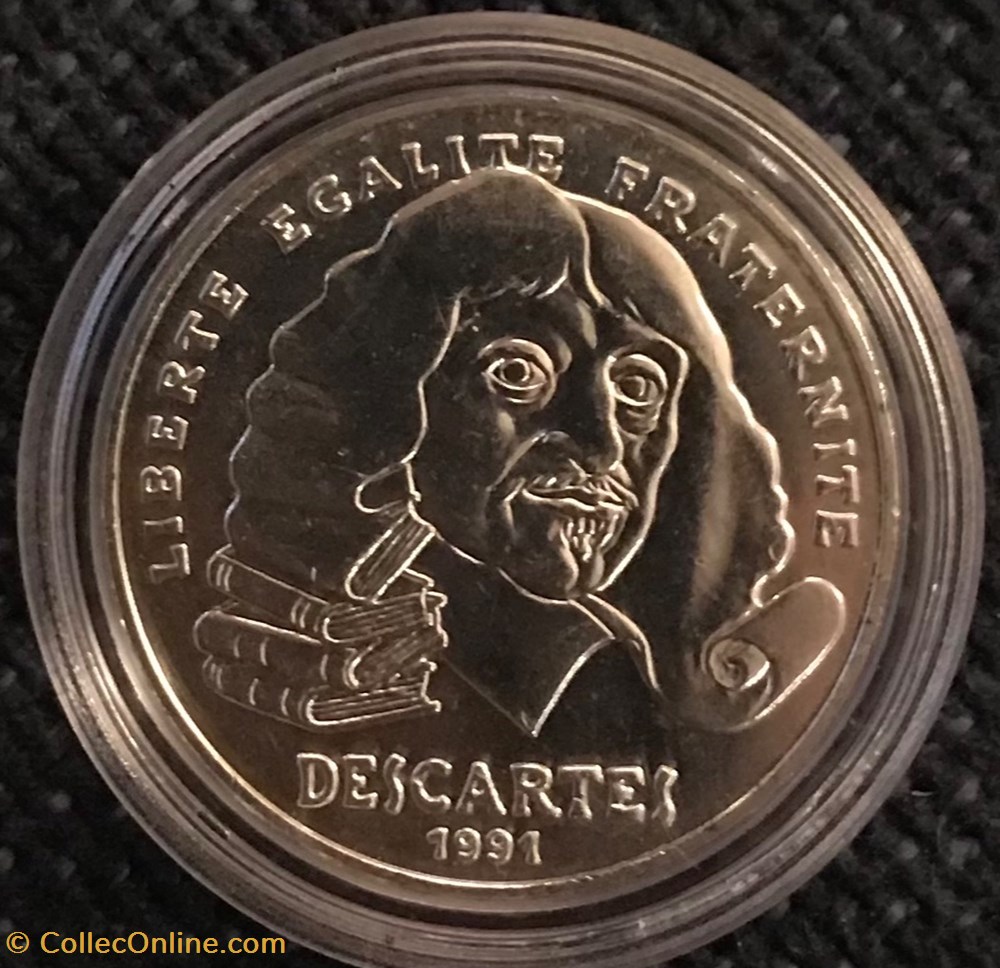 LIBERTE EGALITE FRATERNITE
DESCARTES
1991
© CollecOnline.com